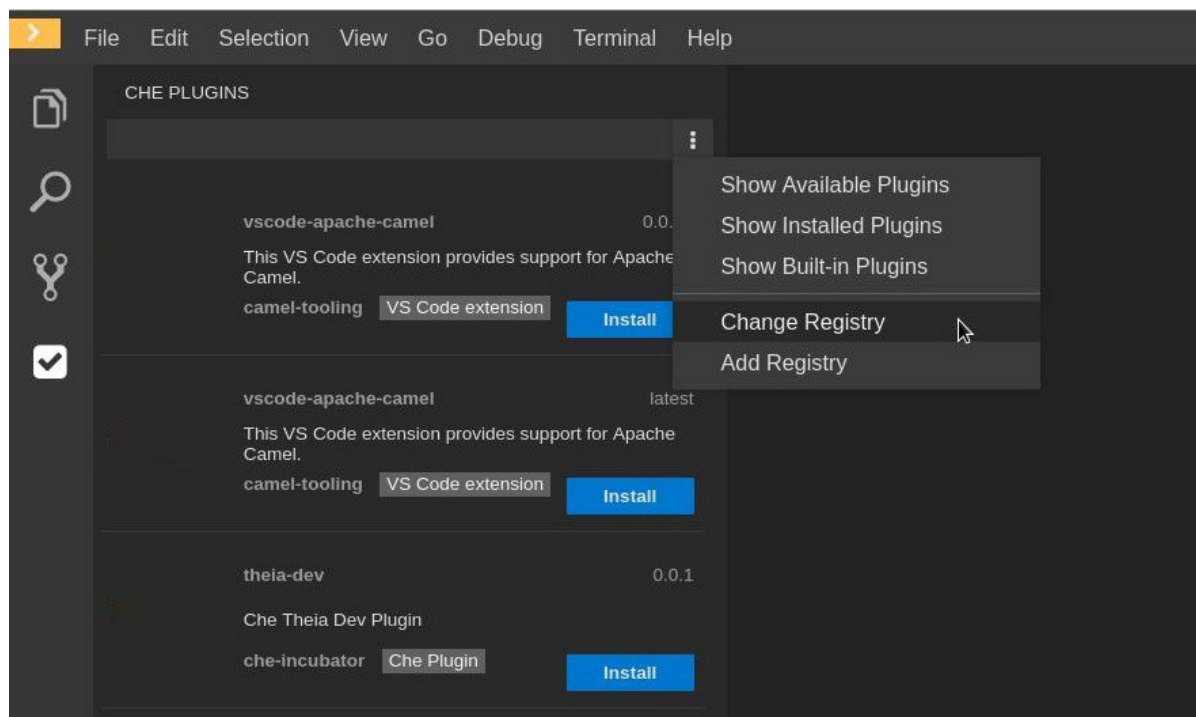 File Edit Selection View Go Debug Terminal Help
CHE PLUGINS
Show Available Plugins
Show Installed Plugins
Show Built-in Plugins
Change Registry
Add Registry
vscode-apache-camel 0.0.
This VS Code extension provides support for Apache
Camel.
camel-tooling VS Code extension Install
vscode-apache-camel latest
This VS Code extension provides support for Apache
Camel.
camel-tooling VS Code extension Install
theia-dev 0.0.1
Che Theia Dev Plugin
che-incubator Che Plugin Install